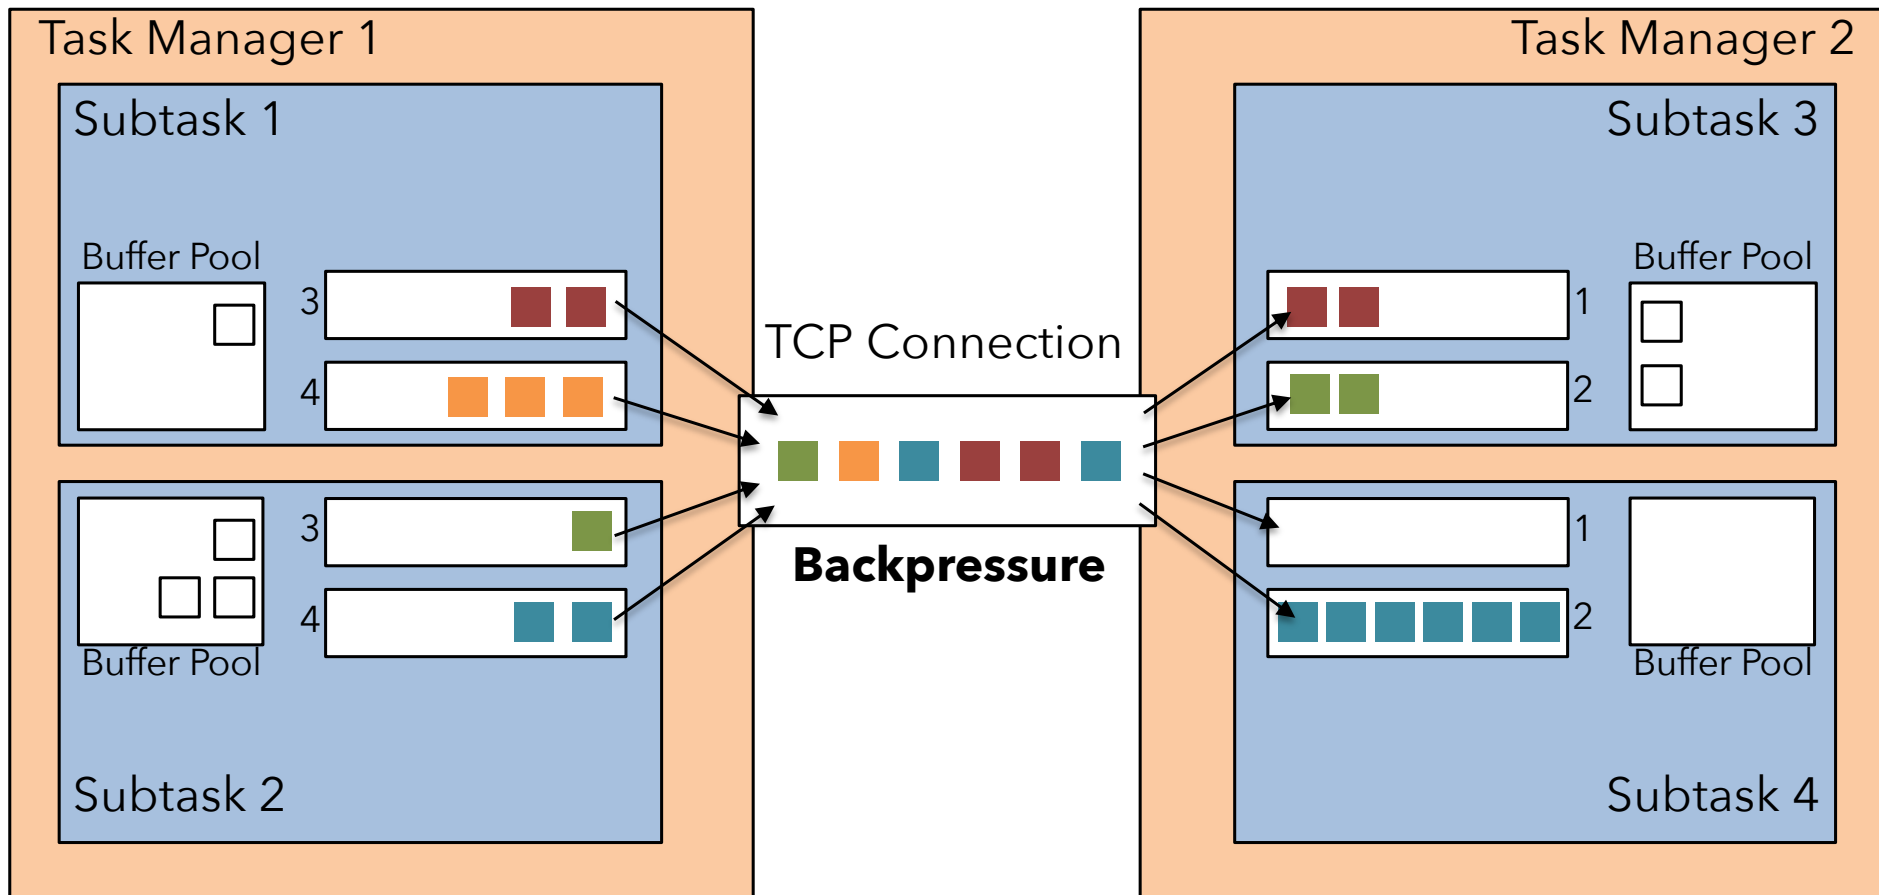 Task Manager 1
Subtask 1
Buffer Pool
3
4
3
4
Buffer Pool
Subtask 2
TCP Connection
Backpressure
Task Manager 2
Subtask 3
1
Buffer Pool
2
1
2
Buffer Pool
Subtask 4